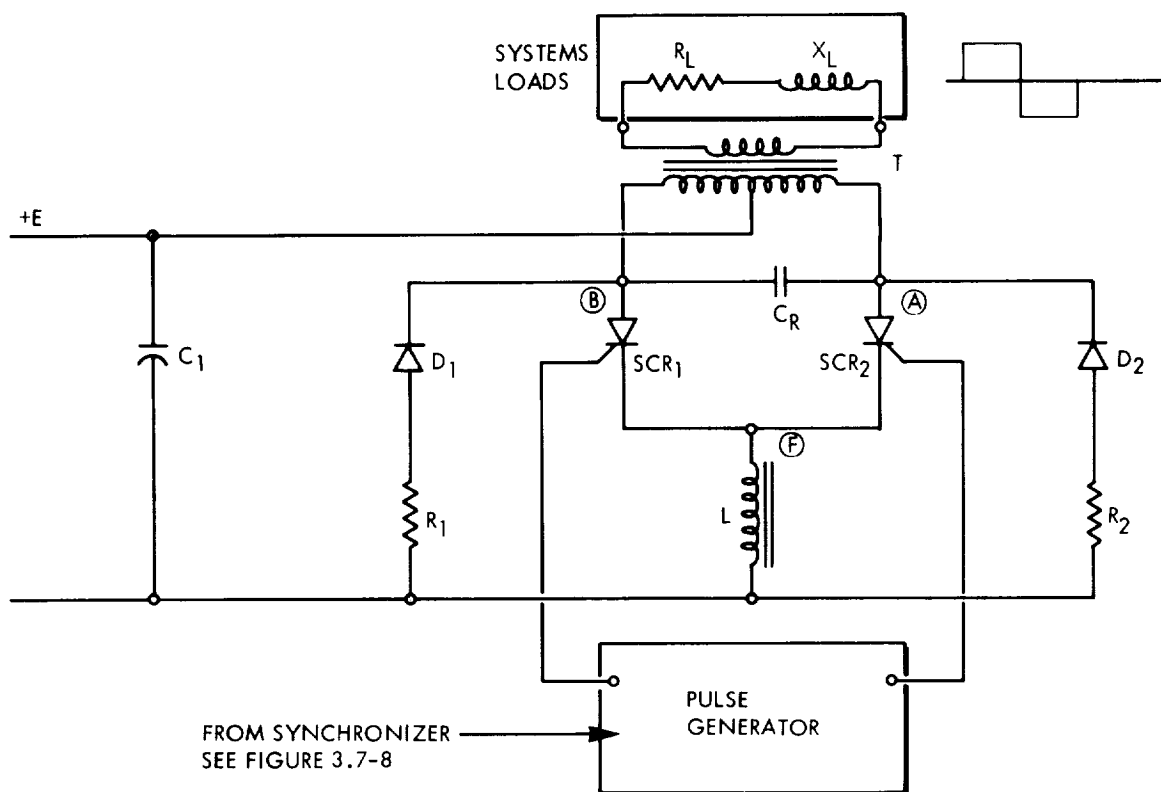 SYSTEMS
LOADS
R_L
X_L
T
+E
B
C_R
A
C_1
D_1
SCR_1
SCR_2
D_2
F
R_1
L
R_2
PULSE
GENERATOR
FROM SYNCHRONIZER
SEE FIGURE 3.7-8